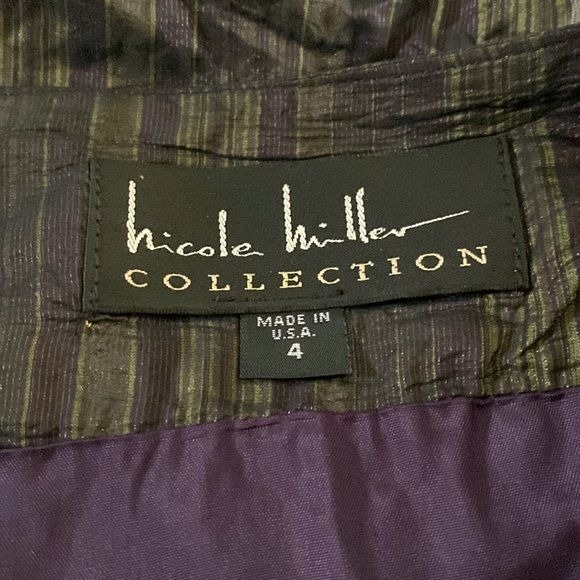 nicole miller
COLLECTION
MADE IN
U.S.A.
4